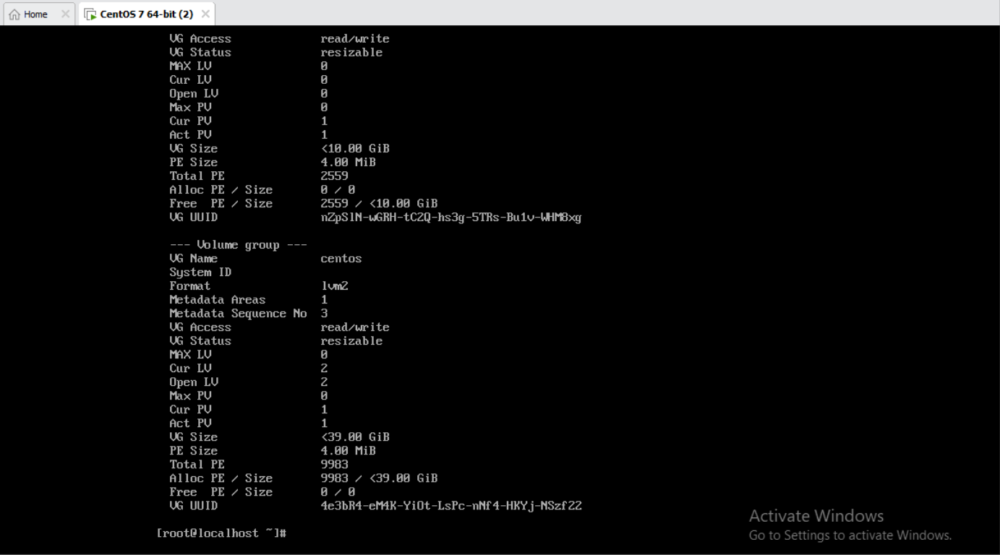 Home
CentOS 7 64-bit (2)
VG Access read/write
VG Status resizable
MAX LV 0
Cur LV 0
Open LV 0
Max PV 0
Cur PV 1
Act PV 1
VG Size <10.00 GiB
PE Size 4.00 MiB
Total PE 2559
Alloc PE / Size 0 / 0
Free PE / Size 2559 / <10.00 GiB
VG UUID nZpSlN-wGRH-tC2Q-hs3g-5TRs-Bu1v-WHM8xg
--- Volume group ---
VG Name centos
System ID
Format lvm2
Metadata Areas 1
Metadata Sequence No 3
VG Access read/write
VG Status resizable
MAX LV 0
Cur LV 2
Open LV 2
Max PV 0
Cur PV 1
Act PV 1
VG Size <39.00 GiB
PE Size 4.00 MiB
Total PE 9983
Alloc PE / Size 9983 / <39.00 GiB
Free PE / Size 0 / 0
VG UUID 4e3bR4-eM4K-YiOt-LsPc-nNf4-HKYj-NSzf22
[root@localhost ~]#
Activate Windows
Go to Settings to activate Windows.